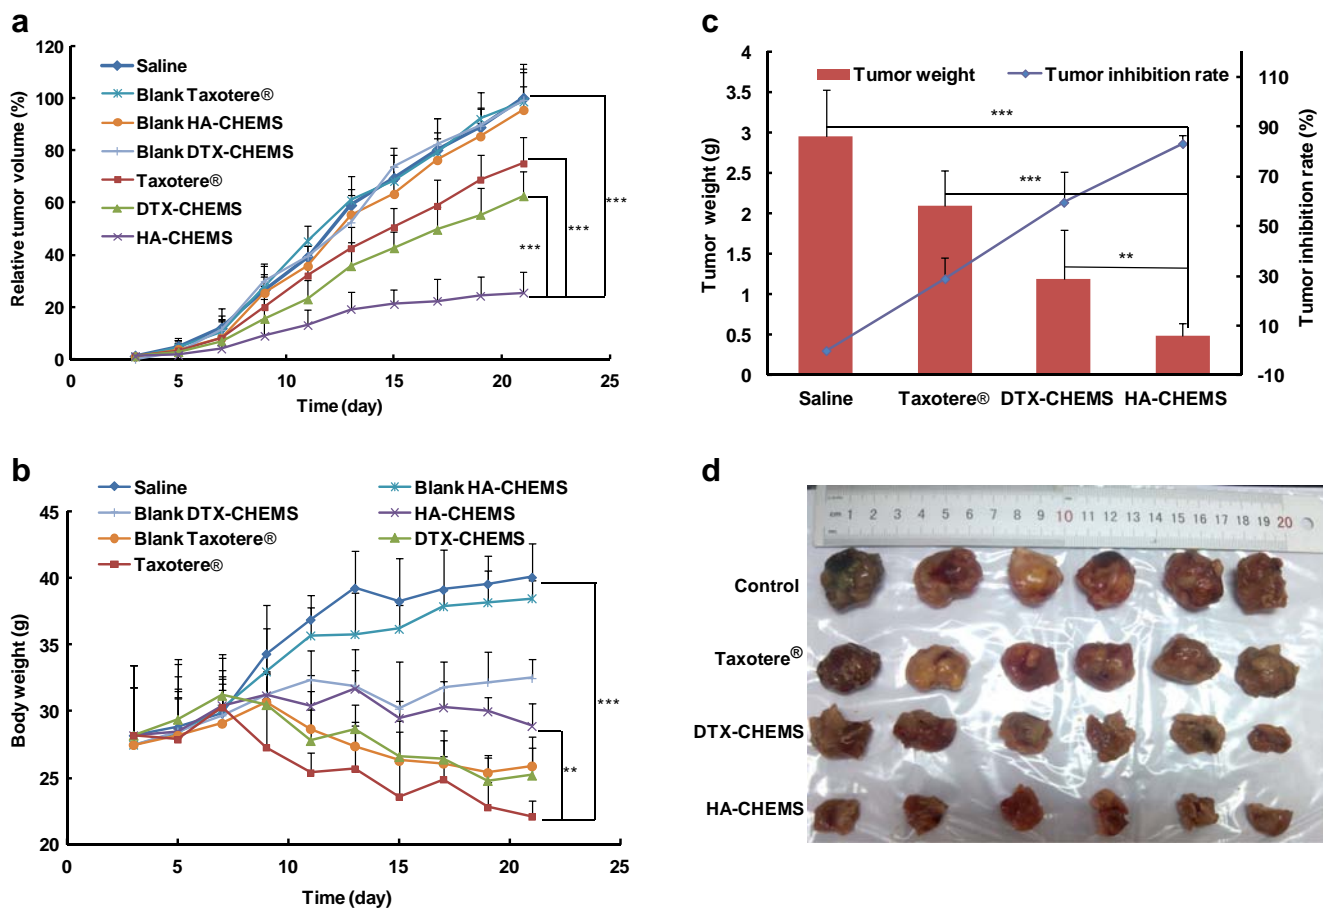 a
120
100
80
60
40
20
0
Relative tumor volume (%)
Saline
Blank Taxotere®
Blank HA-CHEMS
Blank DTX-CHEMS
Taxotere®
DTX-CHEMS
HA-CHEMS
***
***
***
0 5 10 15 20 25
Time (day)
b
Saline
Blank HA-CHEMS
Blank DTX-CHEMS
HA-CHEMS
Blank Taxotere®
DTX-CHEMS
Taxotere®
45
40
35
30
25
20
Body weight (g)
***
**
0 5 10 15 20 25
Time (day)
c
4
3.5
3
2.5
2
1.5
1
0.5
0
Tumor weight (g)
Tumor weight
Tumor inhibition rate
***
***
**
110
90
70
50
30
10
-10
Tumor inhibition rate (%)
Saline Taxotere® DTX-CHEMS HA-CHEMS
d
cm 1 2 3 4 5 6 7 8 9 10 11 12 13 14 15 16 17 18 19 20
Control
Taxotere®
DTX-CHEMS
HA-CHEMS